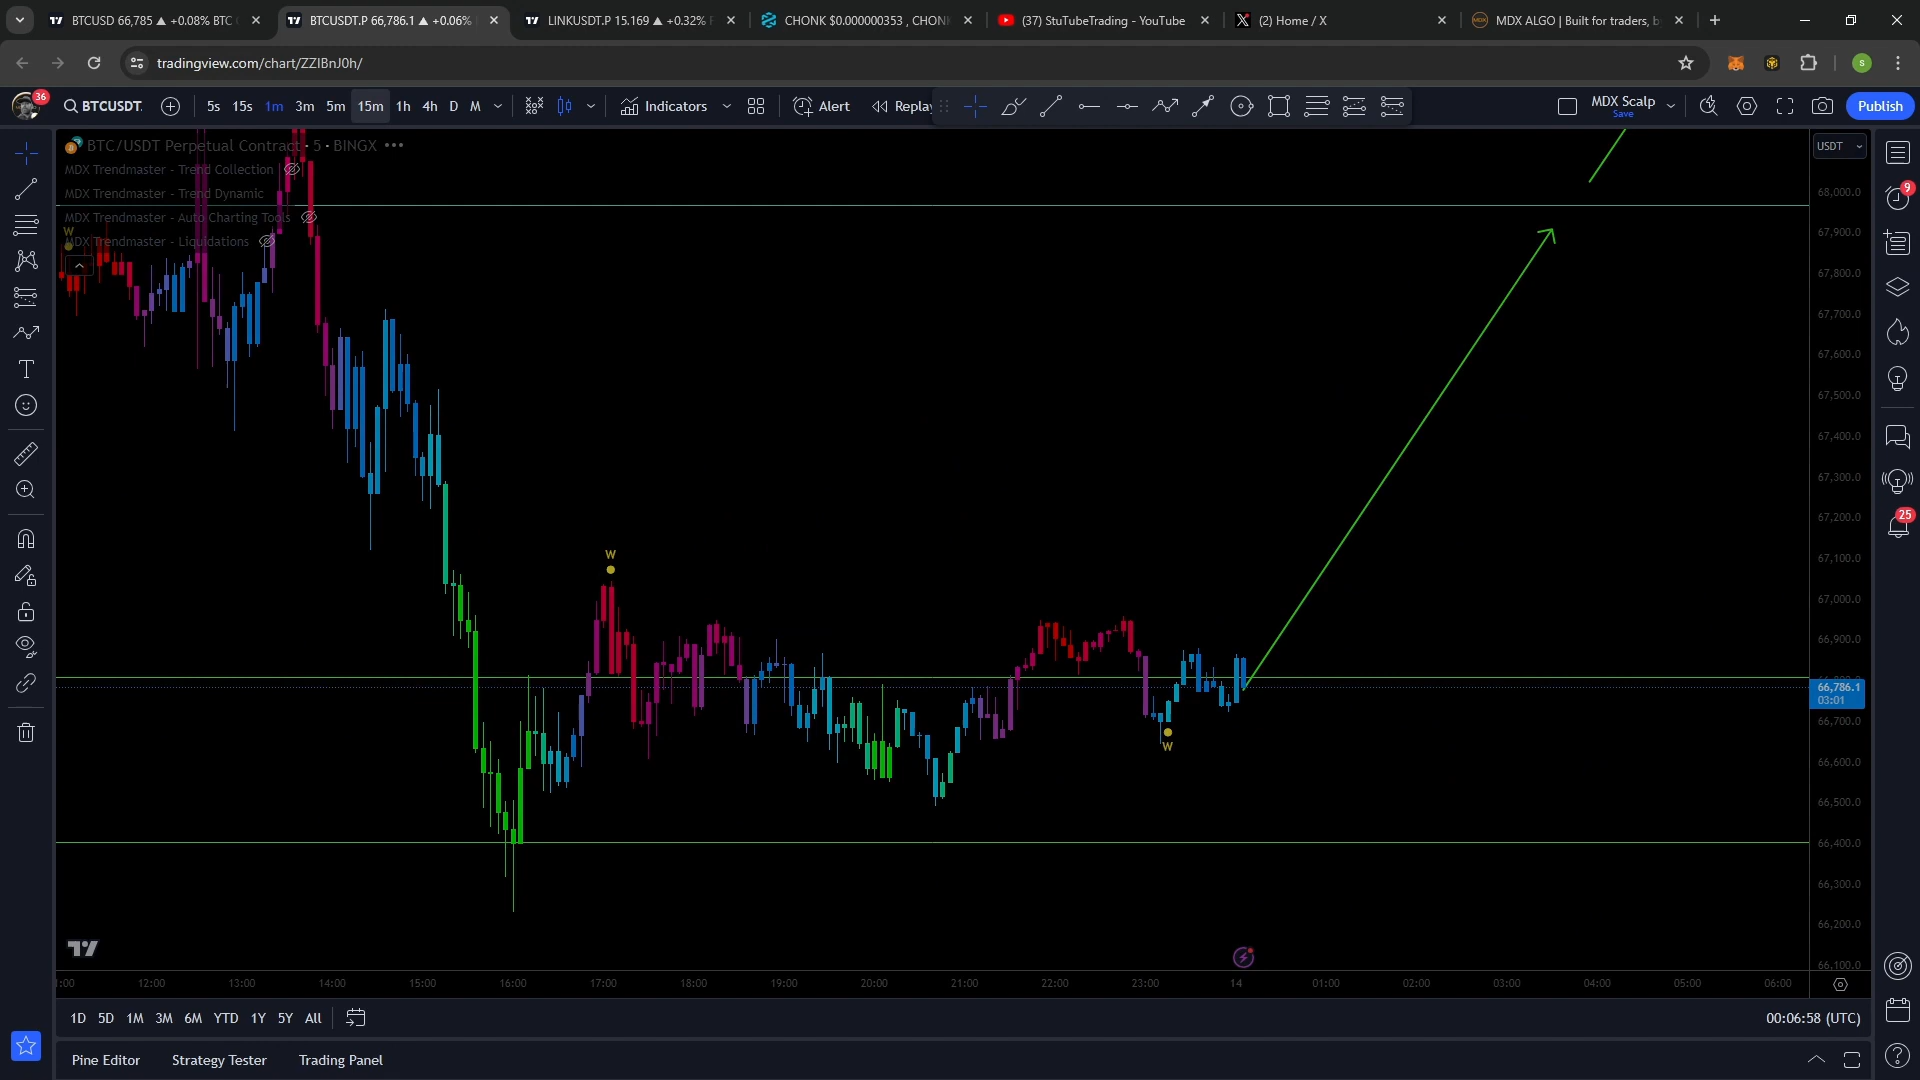 BTCUSD 66,785 ▲ +0.08% BTC
BTCUSDT.P 66,786.1 ▲ +0.06%
LINKUSDT.P 15.169 ▲ +0.32%
CHONK $0.000000353 , CHON
(37) StuTubeTrading - YouTube
(2) Home / X
MDX ALGO | Built for traders, b
tradingview.com/chart/ZZIBnJ0h/
S
36
BTCUSDT.
5s 15s 1m 3m 5m 15m 1h 4h D M
Indicators
Alert
Replay
MDX Scalp
Save
Publish
BTC/USDT Perpetual Contract · 5 · BINGX
MDX Trendmaster - Trend Collection
MDX Trendmaster - Trend Dynamic
MDX Trendmaster - Auto Charting Tools
MDX Trendmaster - Liquidations
W
W
W
USDT
68,000.0
67,900.0
67,800.0
67,700.0
67,600.0
67,500.0
67,400.0
67,300.0
67,200.0
67,100.0
67,000.0
66,900.0
66,786.1
03:01
66,700.0
66,600.0
66,500.0
66,400.0
66,300.0
66,200.0
66,100.0
9
25
:00 12:00 13:00 14:00 15:00 16:00 17:00 18:00 19:00 20:00 21:00 22:00 23:00 14 01:00 02:00 03:00 04:00 05:00 06:00
1D 5D 1M 3M 6M YTD 1Y 5Y All
00:06:58 (UTC)
Pine Editor Strategy Tester Trading Panel